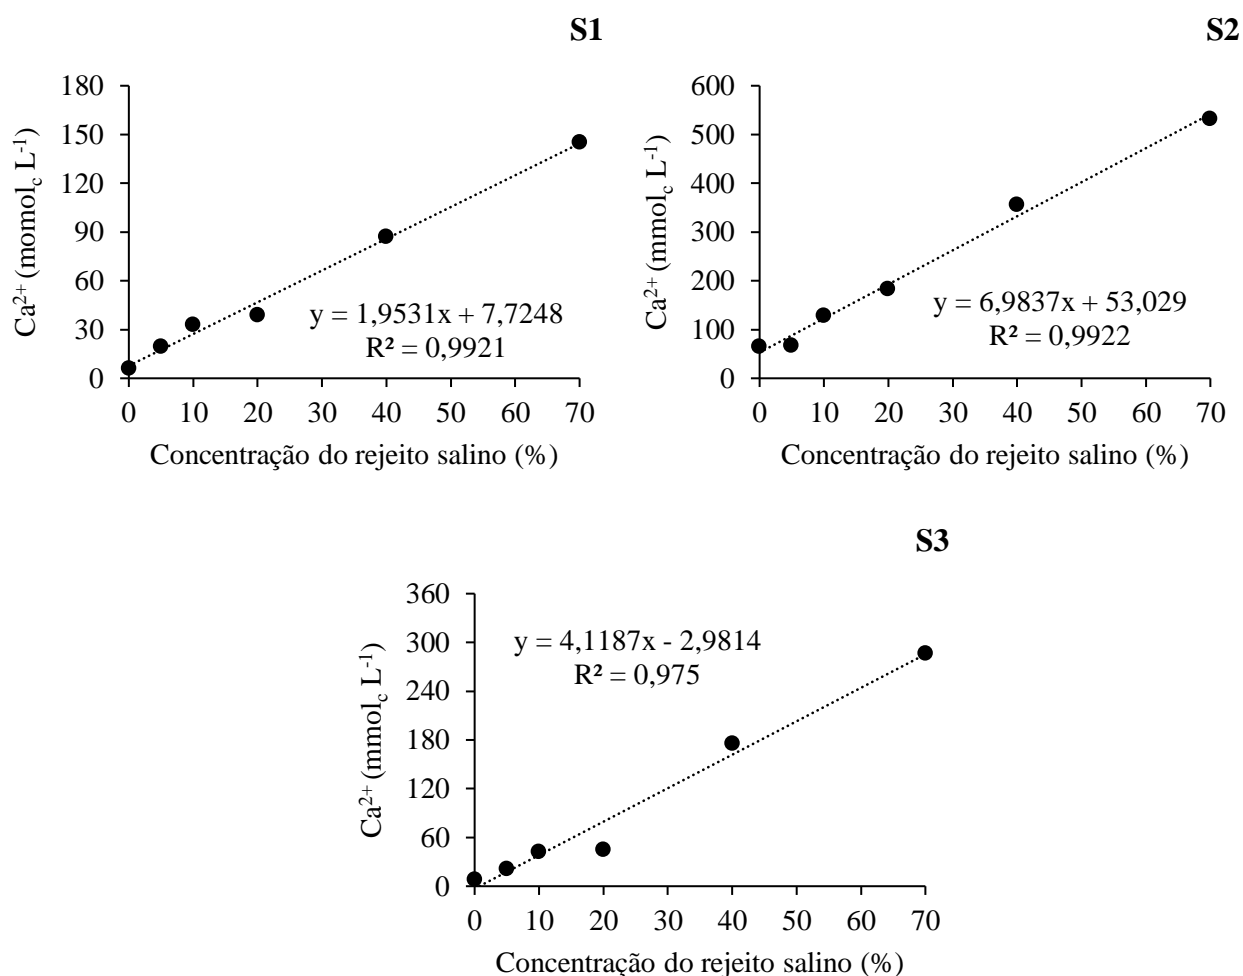 S1
180
150
120
90
60
30
0
Ca²⁺ (momol_c L⁻¹)
y = 1,9531x + 7,7248
R² = 0,9921
0 10 20 30 40 50 60 70
Concentração do rejeito salino (%)
S2
600
500
400
300
200
100
0
Ca²⁺ (mmol_c L⁻¹)
y = 6,9837x + 53,029
R² = 0,9922
0 10 20 30 40 50 60 70
Concentração do rejeito salino (%)
S3
360
300
240
180
120
60
0
Ca²⁺ (mmol_c L⁻¹)
y = 4,1187x - 2,9814
R² = 0,975
0 10 20 30 40 50 60 70
Concentração do rejeito salino (%)